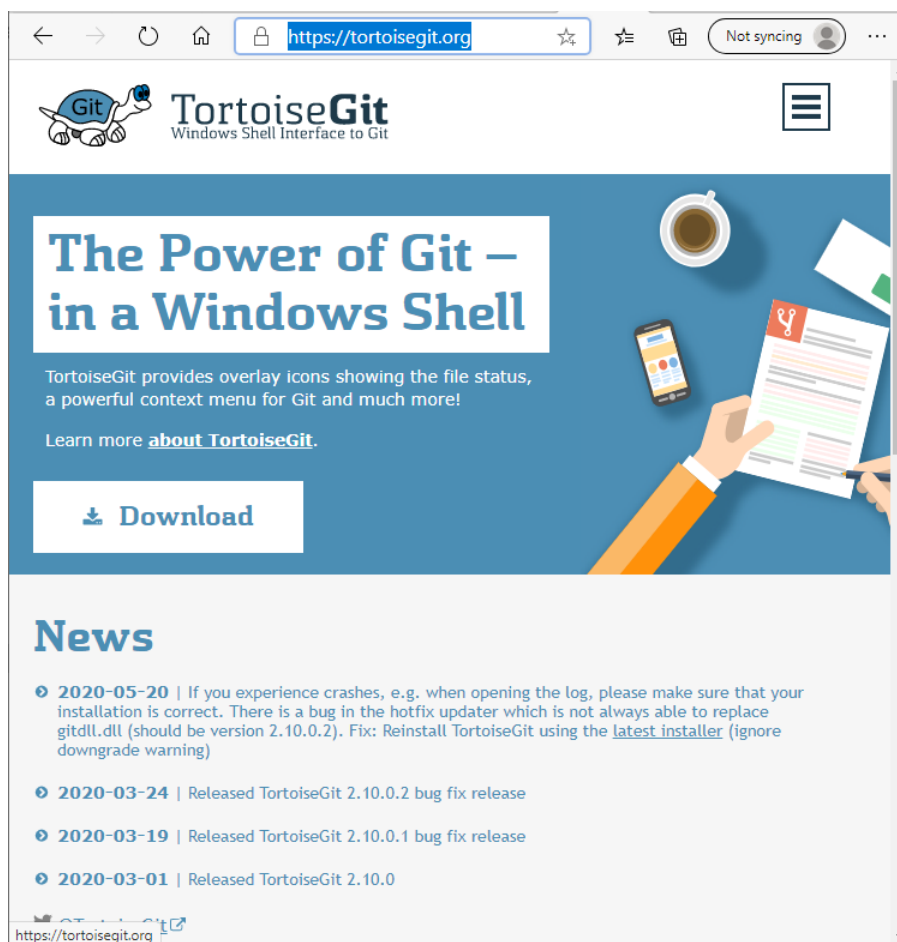 https://tortoisegit.org
Not syncing
Git
TortoiseGit
Windows Shell Interface to Git
The Power of Git –
in a Windows Shell
TortoiseGit provides overlay icons showing the file status,
a powerful context menu for Git and much more!
Learn more about TortoiseGit.
Download
News
2020-05-20 | If you experience crashes, e.g. when opening the log, please make sure that your
installation is correct. There is a bug in the hotfix updater which is not always able to replace
gitdll.dll (should be version 2.10.0.2). Fix: Reinstall TortoiseGit using the latest installer (ignore
downgrade warning)
2020-03-24 | Released TortoiseGit 2.10.0.2 bug fix release
2020-03-19 | Released TortoiseGit 2.10.0.1 bug fix release
2020-03-01 | Released TortoiseGit 2.10.0
https://tortoisegit.org